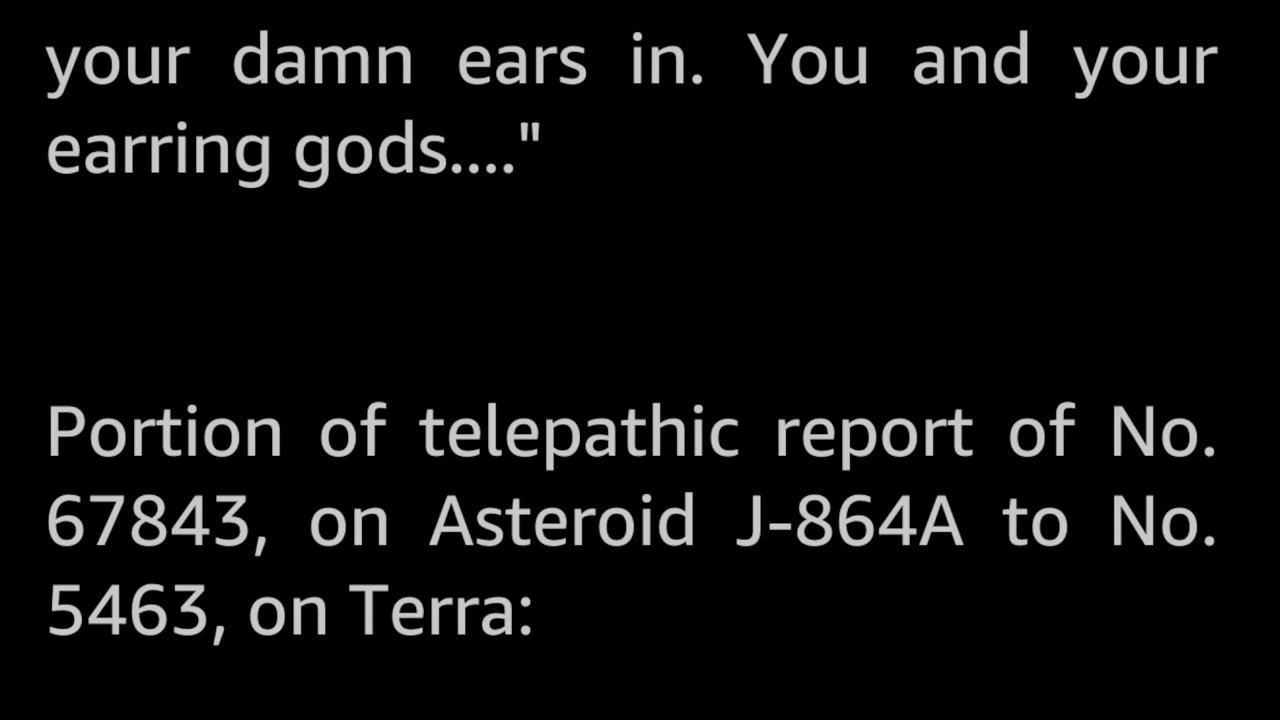 your damn ears in. You and your
earring gods...."
Portion of telepathic report of No.
67843, on Asteroid J-864A to No.
5463, on Terra: